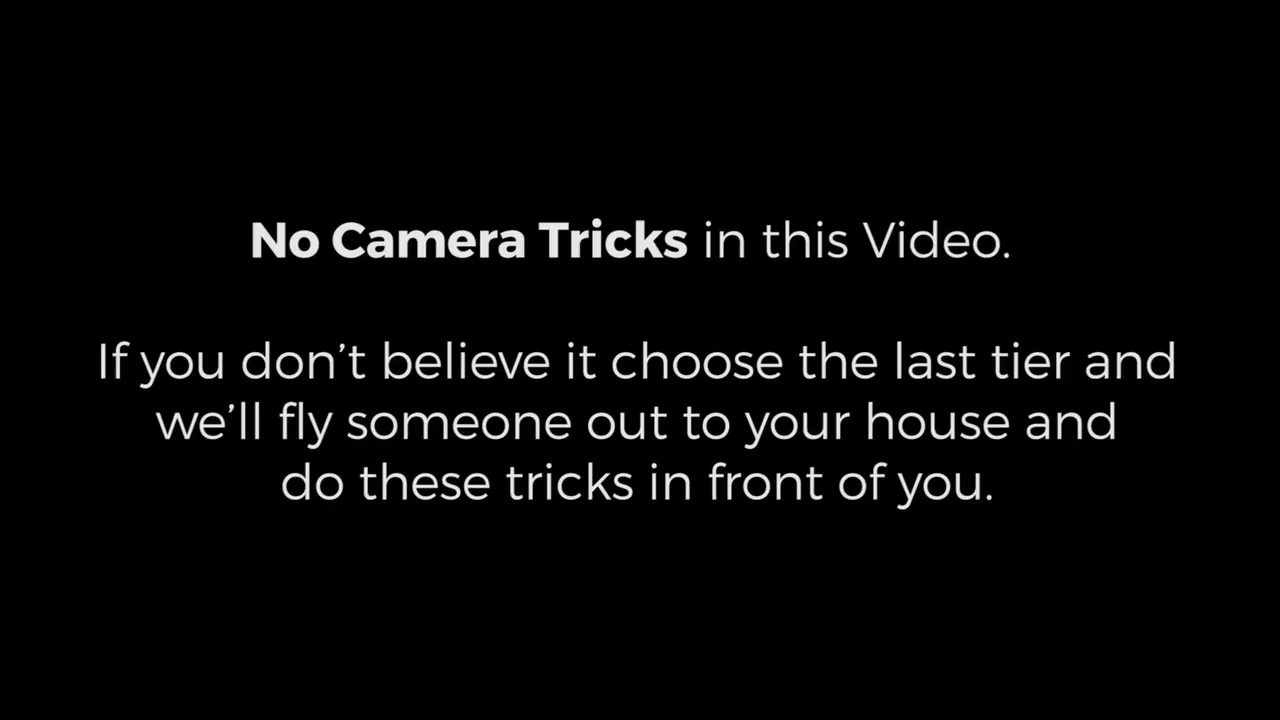 No Camera Tricks in this Video.
If you don’t believe it choose the last tier and
we’ll fly someone out to your house and
do these tricks in front of you.